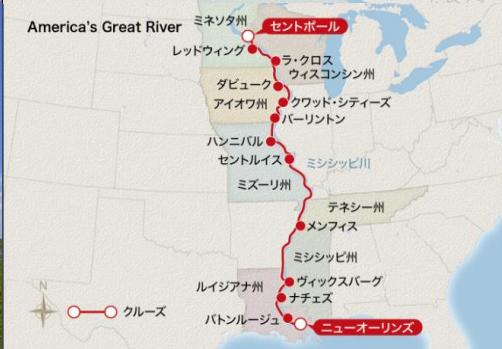 America's Great River
ミネソタ州
セントポール
レッドウィング
ラ・クロス
ウィスコンシン州
ダビューク
アイオワ州
クワッド・シティーズ
バーリントン
ハンニバル
セントルイス
ミシシッピ川
ミズーリ州
テネシー州
メンフィス
ミシシッピ州
ルイジアナ州
ヴィックスバーグ
ナチェズ
バトンルージュ
ニューオーリンズ
N
クルーズ